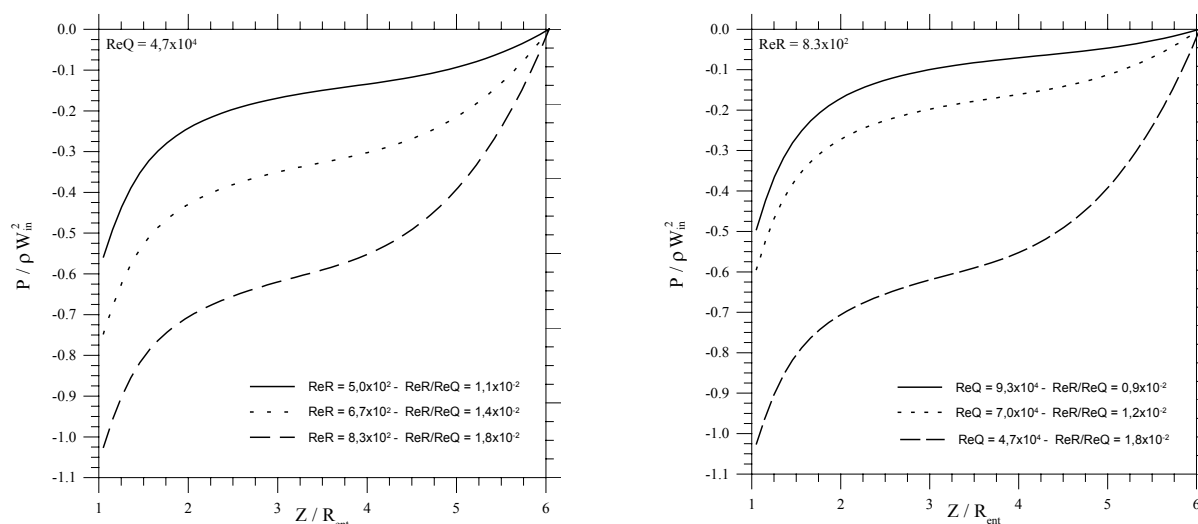 ReQ = 4,7x10⁴
0.0
-0.1
-0.2
-0.3
-0.4
-0.5
-0.6
-0.7
-0.8
-0.9
-1.0
-1.1
P / ρ W²in
ReR = 5,0x10² - ReR/ReQ = 1,1x10⁻²
ReR = 6,7x10² - ReR/ReQ = 1,4x10⁻²
ReR = 8,3x10² - ReR/ReQ = 1,8x10⁻²
1 2 3 4 5 6
Z / Rent
ReR = 8.3x10²
0.0
-0.1
-0.2
-0.3
-0.4
-0.5
-0.6
-0.7
-0.8
-0.9
-1.0
-1.1
P / ρ W²in
ReQ = 9,3x10⁴ - ReR/ReQ = 0,9x10⁻²
ReQ = 7,0x10⁴ - ReR/ReQ = 1,2x10⁻²
ReQ = 4,7x10⁴ - ReR/ReQ = 1,8x10⁻²
1 2 3 4 5 6
Z / Rent